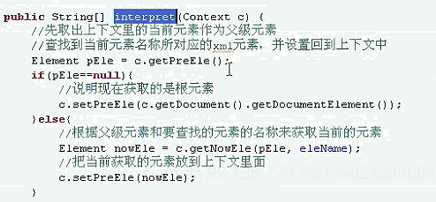 public String[] interpret(Context c) {
//先取出上下文里的当前元素作为父级元素
//查找到当前元素名称所对应的xml元素，并设置回到上下文中
Element pEle = c.getPreEle();
if(pEle==null){
//说明现在获取的是根元素
c.setPreEle(c.getDocument().getDocumentElement());
}else{
//根据父级元素和要查找的元素的名称来获取当前的元素
Element nowEle = c.getNowEle(pEle, eleName);
//把当前获取的元素放到上下文里面
c.setPreEle(nowEle);
}